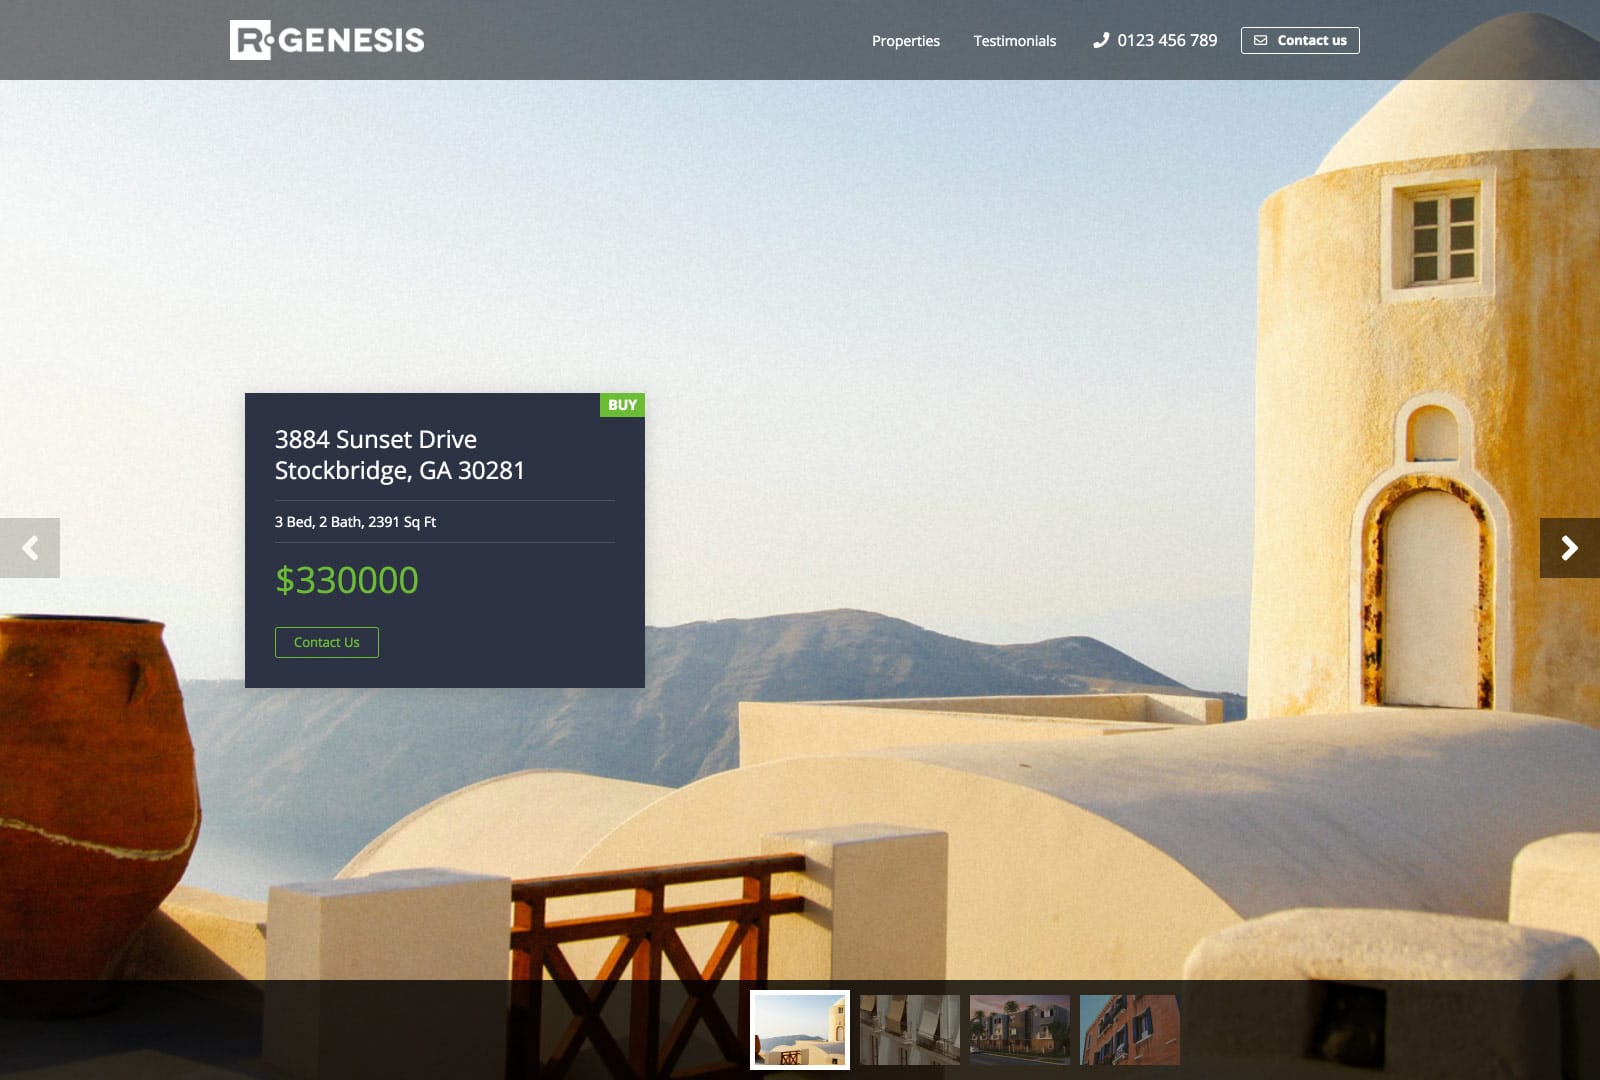 R·GENESIS
Properties
Testimonials
0123 456 789
Contact us
BUY
3884 Sunset Drive
Stockbridge, GA 30281
3 Bed, 2 Bath, 2391 Sq Ft
$330000
Contact Us